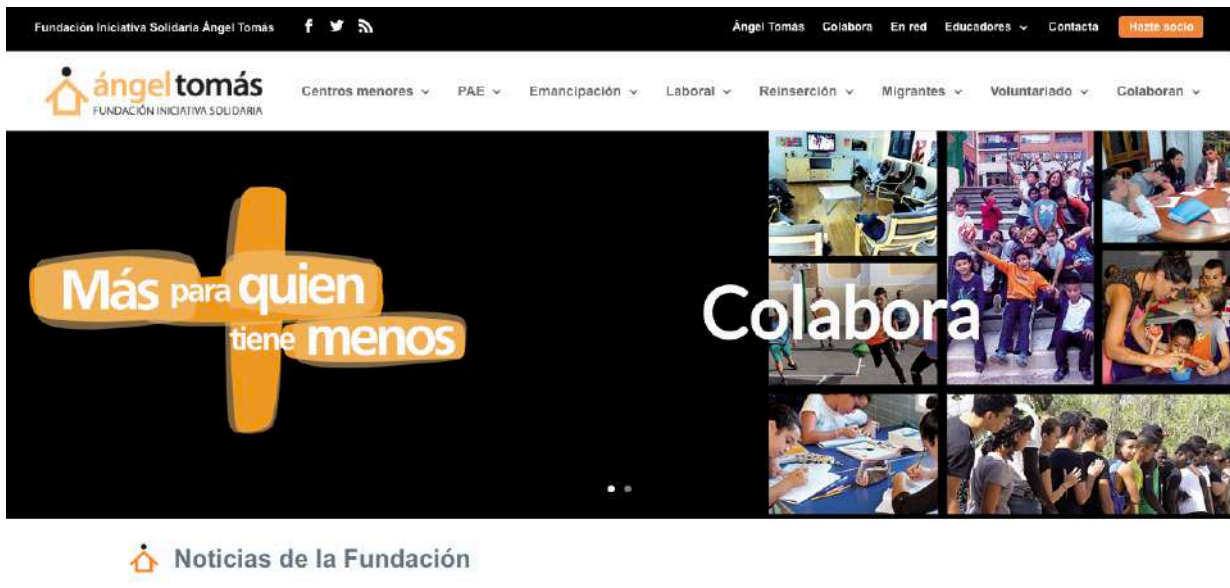 Fundación Iniciativa Solidaria Ángel Tomás
Ángel Tomás Colabora En red Educadores Contacta Hazte socio
ángel tomás
FUNDACIÓN INICIATIVA SOLIDARIA
Centros menores PAE Emancipación Laboral Reinserción Migrantes Voluntariado Colaboran
Más para quien
tiene menos
Colabora
Noticias de la Fundación